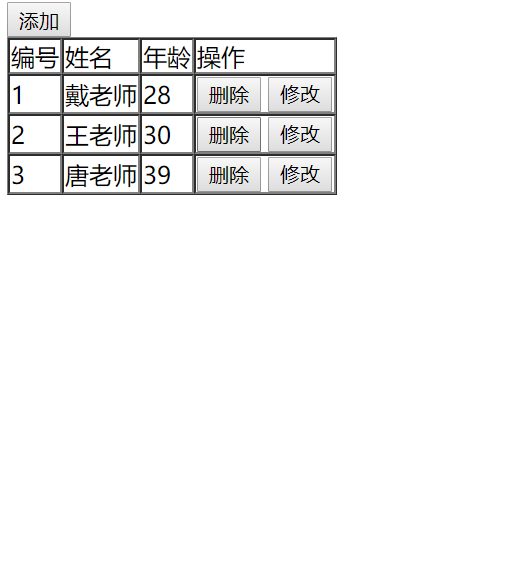 添加
编号 姓名 年龄 操作
1 戴老师 28 删除 修改
2 王老师 30 删除 修改
3 唐老师 39 删除 修改